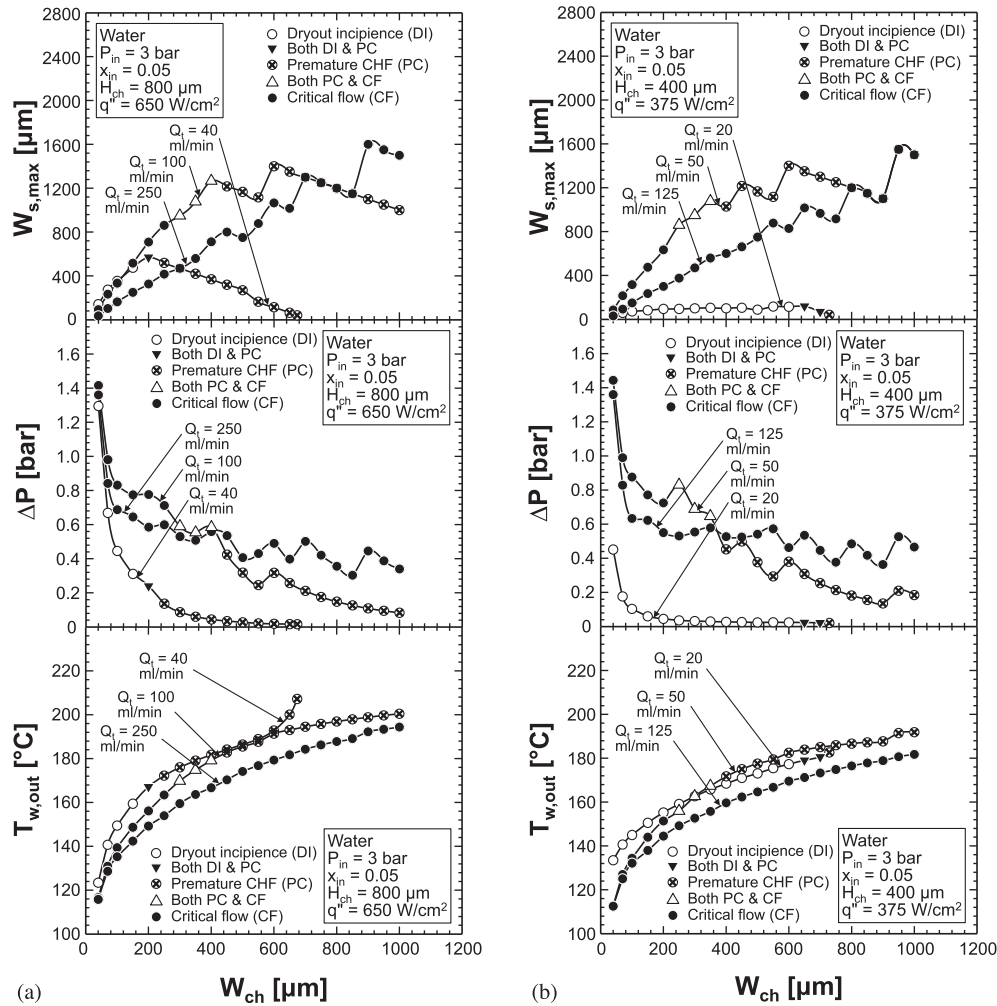 2800
2400
2000
1600
1200
800
400
0
W_s,max [µm]
Water
P_in = 3 bar
x_in = 0.05
H_ch = 800 µm
q" = 650 W/cm²
Dryout incipience (DI)
Both DI & PC
Premature CHF (PC)
Both PC & CF
Critical flow (CF)
Q_t = 40
ml/min
Q_t = 100
ml/min
Q_t = 250
ml/min
1.6
1.4
1.2
1.0
0.8
0.6
0.4
0.2
0
ΔP [bar]
Dryout incipience (DI)
Both DI & PC
Premature CHF (PC)
Both PC & CF
Critical flow (CF)
Water
P_in = 3 bar
x_in = 0.05
H_ch = 800 µm
q" = 650 W/cm²
Q_t = 250
ml/min
Q_t = 100
ml/min
Q_t = 40
ml/min
220
200
180
160
140
120
100
T_w,out [°C]
Q_t = 40
ml/min
Q_t = 100
ml/min
Q_t = 250
ml/min
Dryout incipience (DI)
Both DI & PC
Premature CHF (PC)
Both PC & CF
Critical flow (CF)
Water
P_in = 3 bar
x_in = 0.05
H_ch = 800 µm
q" = 650 W/cm²
0 200 400 600 800 1000 1200
(a) W_ch [µm]
2800
2400
2000
1600
1200
800
400
0
W_s,max [µm]
Water
P_in = 3 bar
x_in = 0.05
H_ch = 400 µm
q" = 375 W/cm²
Dryout incipience (DI)
Both DI & PC
Premature CHF (PC)
Both PC & CF
Critical flow (CF)
Q_t = 20
ml/min
Q_t = 50
ml/min
Q_t = 125
ml/min
1.6
1.4
1.2
1.0
0.8
0.6
0.4
0.2
0
ΔP [bar]
Dryout incipience (DI)
Both DI & PC
Premature CHF (PC)
Both PC & CF
Critical flow (CF)
Water
P_in = 3 bar
x_in = 0.05
H_ch = 400 µm
q" = 375 W/cm²
Q_t = 125
ml/min
Q_t = 50
ml/min
Q_t = 20
ml/min
220
200
180
160
140
120
100
T_w,out [°C]
Q_t = 20
ml/min
Q_t = 50
ml/min
Q_t = 125
ml/min
Dryout incipience (DI)
Both DI & PC
Premature CHF (PC)
Both PC & CF
Critical flow (CF)
Water
P_in = 3 bar
x_in = 0.05
H_ch = 400 µm
q" = 375 W/cm²
0 200 400 600 800 1000 1200
(b) W_ch [µm]